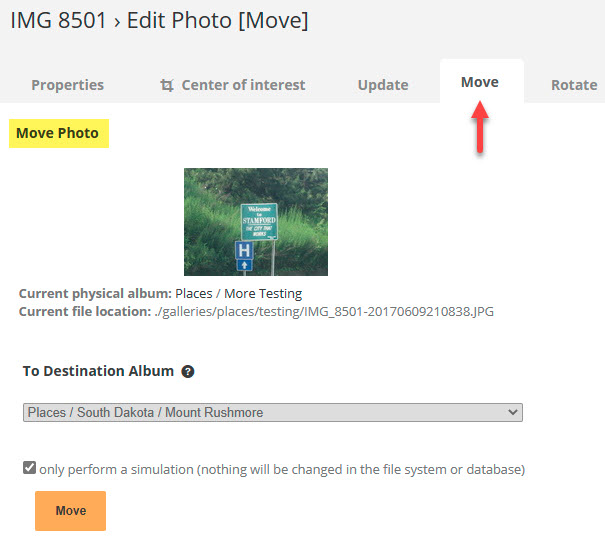 IMG 8501 › Edit Photo [Move]
Properties Center of interest Update Move Rotate
Move Photo
Welcome
to
STAMFORD
THE CITY THAT
WORKS
H
Current physical album: Places / More Testing
Current file location: ./galleries/places/testing/IMG_8501-20170609210838.JPG
To Destination Album ?
Places / South Dakota / Mount Rushmore
only perform a simulation (nothing will be changed in the file system or database)
Move